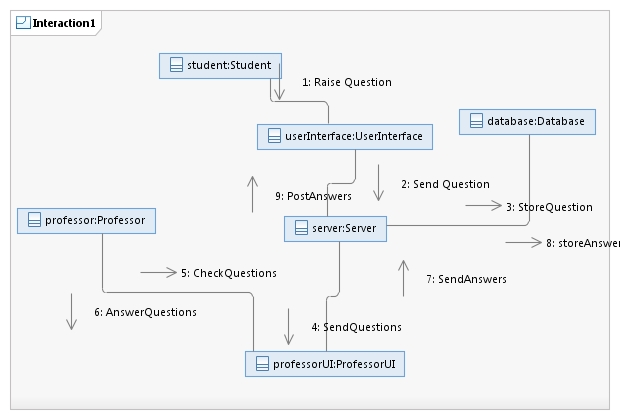 Interaction1
student:Student
1: Raise Question
database:Database
userInterface:UserInterface
2: Send Question
9: PostAnswers
3: StoreQuestion
professor:Professor
server:Server
8: storeAnswer
5: CheckQuestions
7: SendAnswers
6: AnswerQuestions
4: SendQuestions
professorUI:ProfessorUI